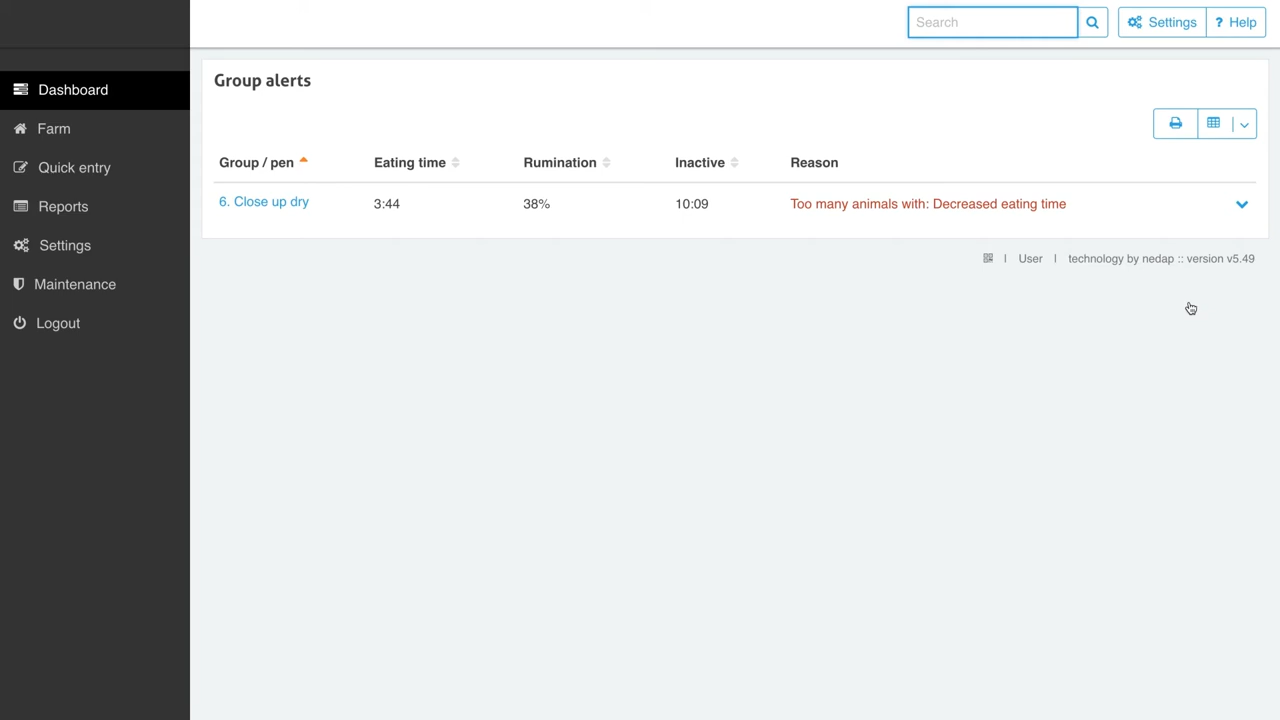 Search
Settings
? Help
Dashboard
Farm
Quick entry
Reports
Settings
Maintenance
Logout
Group alerts
Group / pen Eating time Rumination Inactive Reason
6. Close up dry 3:44 38% 10:09 Too many animals with: Decreased eating time
| User | technology by nedap :: version v5.49